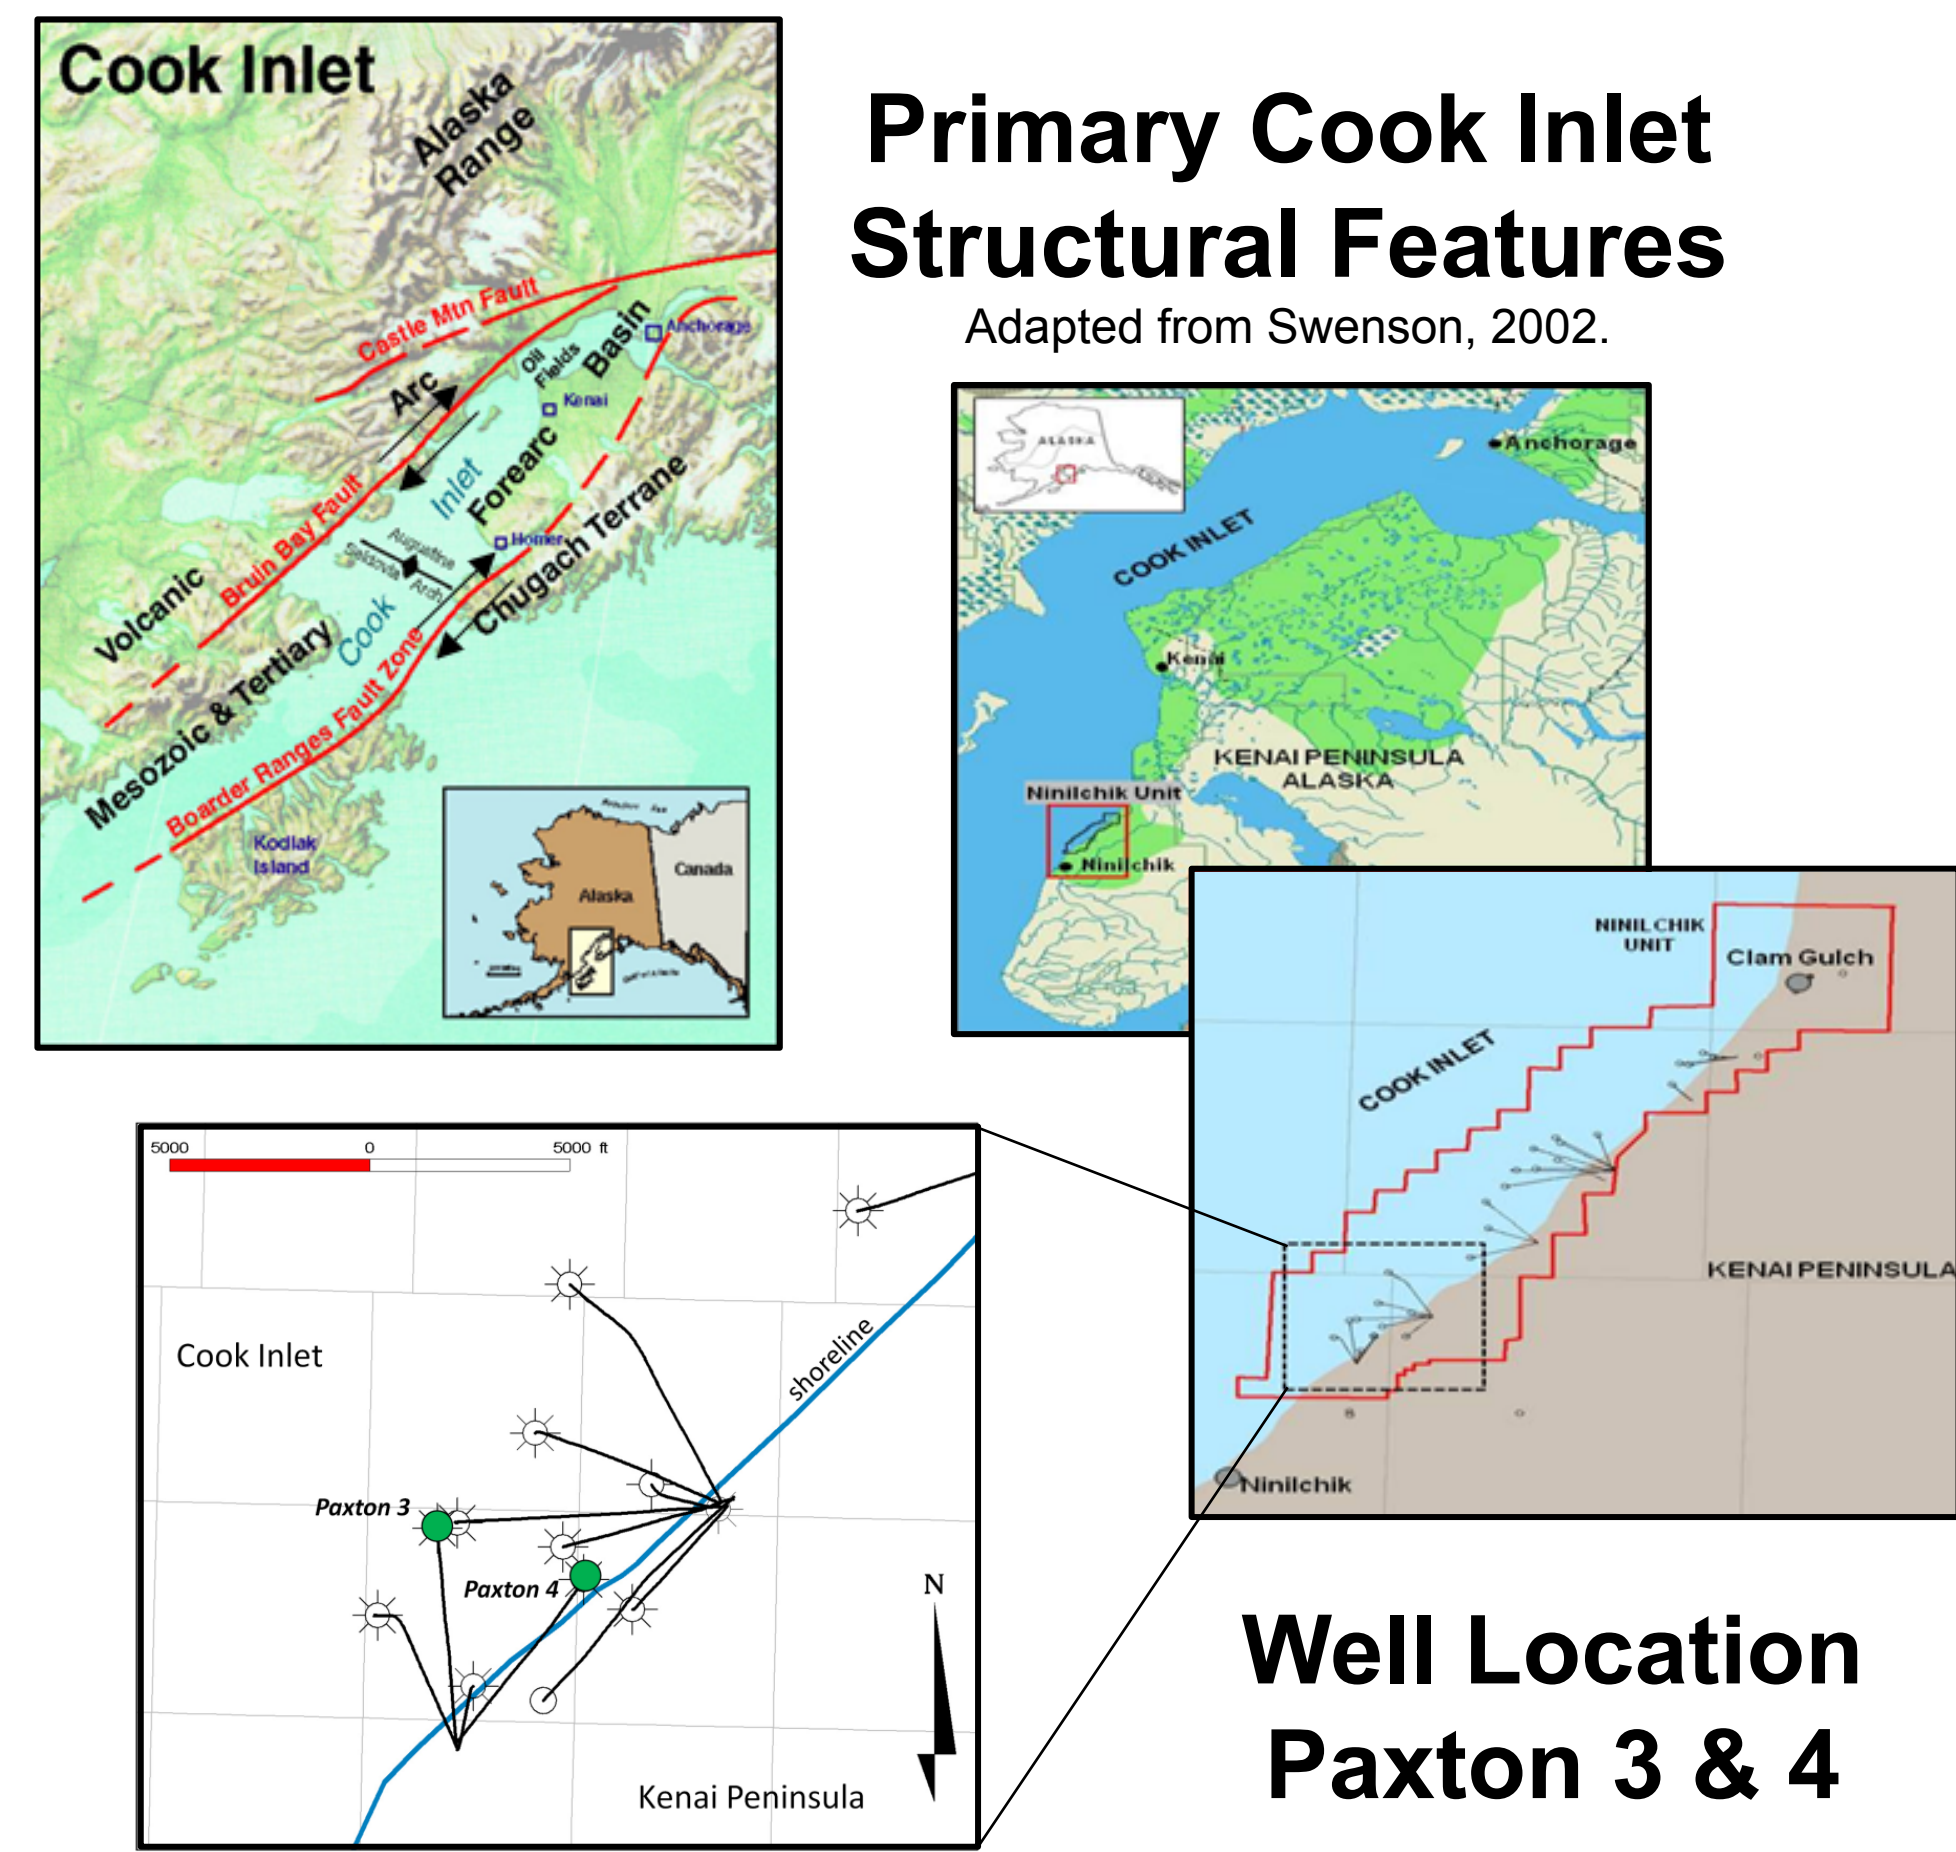 Cook Inlet
Alaska
Range
Castle Mtn Fault
Arc
Oil
Fields
Basin
Anchorage
Kenai
Inlet
Forearc
Bruin Bay Fault
Augustine
Seldovia
Arch
Homer
Chugach Terrane
Volcanic
Cook
Mesozoic & Tertiary
Boarder Ranges Fault Zone
Kodiak
Island
Canada
Alaska
Primary Cook Inlet
Structural Features
Adapted from Swenson, 2002.
ALASKA
Anchorage
COOK INLET
Kenai
KENAI PENINSULA
ALASKA
Ninilchik Unit
Ninilchik
NINILCHIK
UNIT
Clam Gulch
COOK INLET
KENAI PENINSULA
Ninilchik
5000 0 5000 ft
Cook Inlet
shoreline
Paxton 3
Paxton 4
N
Kenai Peninsula
Well Location
Paxton 3 & 4